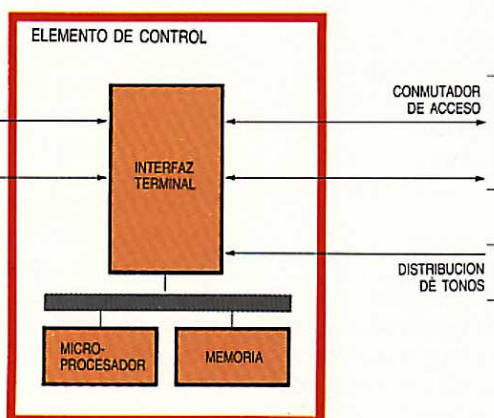 ELEMENTO DE CONTROL
CONMUTADOR
DE ACCESO
INTERFAZ
TERMINAL
DISTRIBUCION
DE TONOS
MICRO-
PROCESADOR
MEMORIA